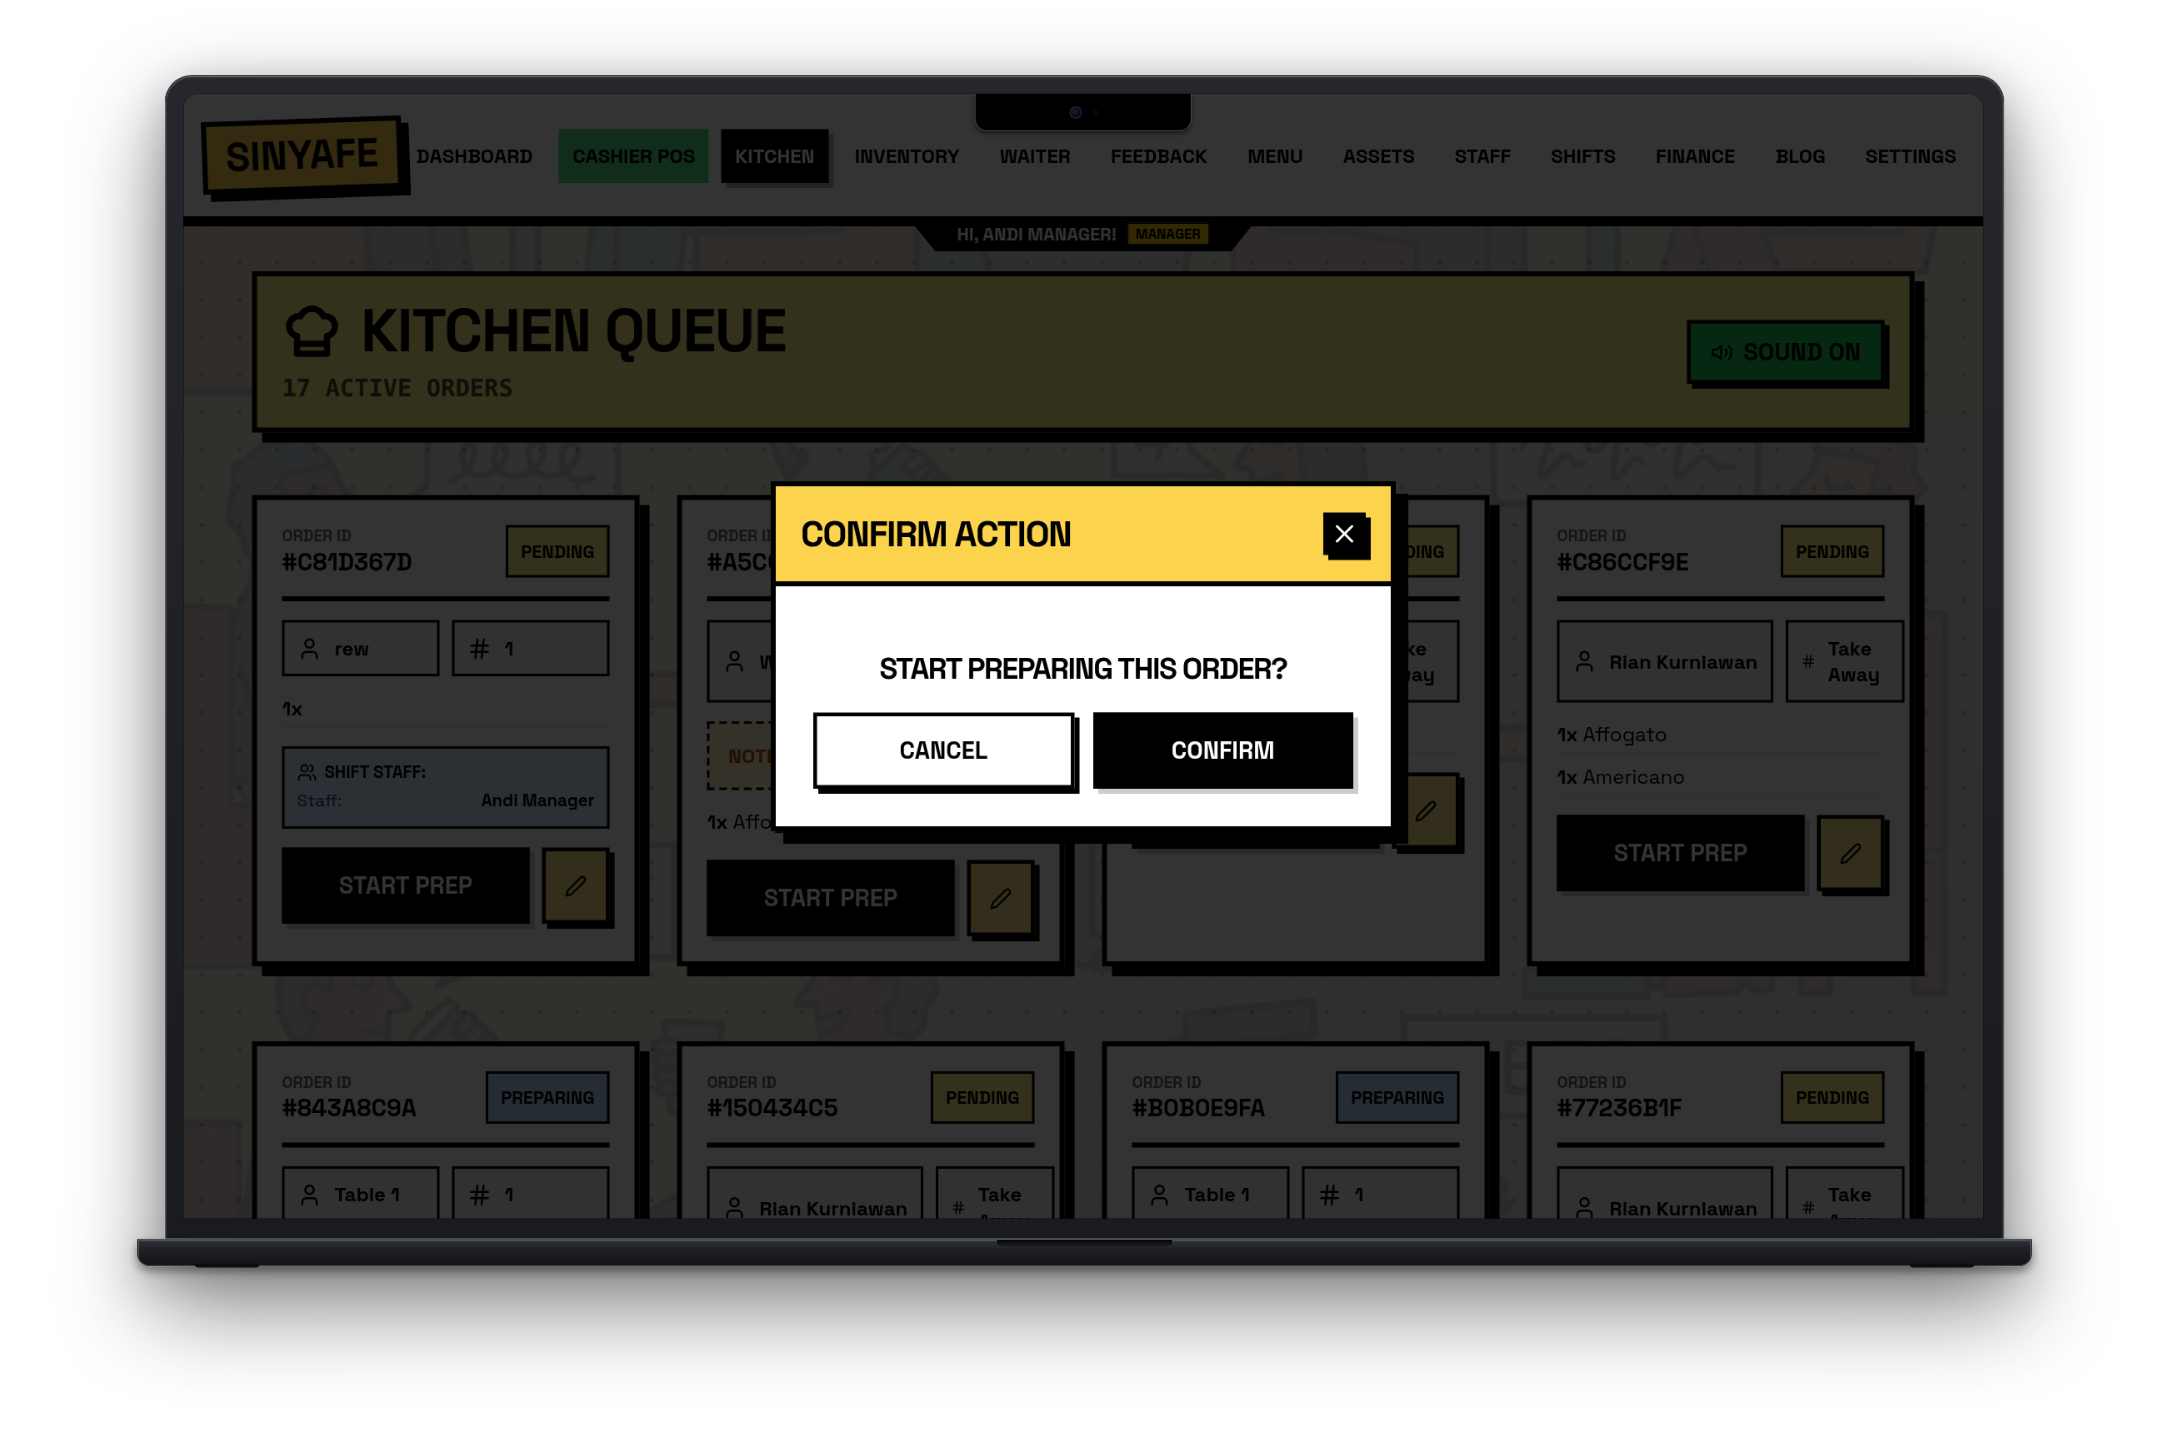 SINYAFE
DASHBOARD CASHIER POS KITCHEN INVENTORY WAITER FEEDBACK MENU ASSETS STAFF SHIFTS FINANCE BLOG SETTINGS
HI, ANDI MANAGER! MANAGER
KITCHEN QUEUE
17 ACTIVE ORDERS
SOUND ON
CONFIRM ACTION
START PREPARING THIS ORDER?
CANCEL CONFIRM
ORDER ID
#C81D367D
PENDING
rew
# 1
1x
SHIFT STAFF:
Staff: Andi Manager
START PREP
START PREP
ORDER ID
#C86CCF9E
PENDING
Rian Kurniawan
# Take
Away
1x Affogato
1x Americano
START PREP
ORDER ID
#843A8C9A
PREPARING
Table 1
# 1
ORDER ID
#150434C5
PENDING
Rian Kurniawan
# Take
ORDER ID
#B0B0E9FA
PREPARING
Table 1
# 1
ORDER ID
#77236B1F
PENDING
Rian Kurniawan
# Take